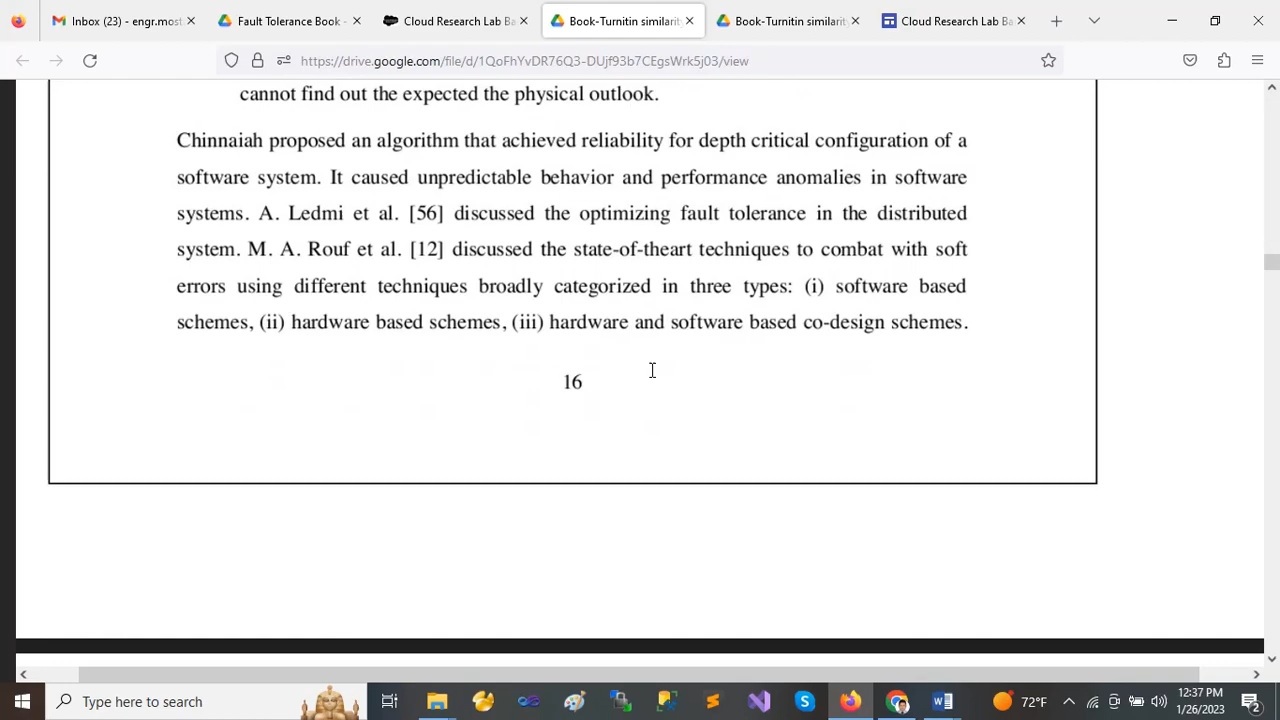 Inbox (23) - engr.most
Fault Tolerance Book -
Cloud Research Lab Ba
Book-Turnitin similarit
Book-Turnitin similarit
Cloud Research Lab Ba
https://drive.google.com/file/d/1QoFhYvDR76Q3-DUjf93b7CEgsWrk5j03/view
cannot find out the expected the physical outlook.
Chinnaiah proposed an algorithm that achieved reliability for depth critical configuration of a
software system. It caused unpredictable behavior and performance anomalies in software
systems. A. Ledmi et al. [56] discussed the optimizing fault tolerance in the distributed
system. M. A. Rouf et al. [12] discussed the state-of-theart techniques to combat with soft
errors using different techniques broadly categorized in three types: (i) software based
schemes, (ii) hardware based schemes, (iii) hardware and software based co-design schemes.
16
Type here to search
72°F
12:37 PM
1/26/2023
2